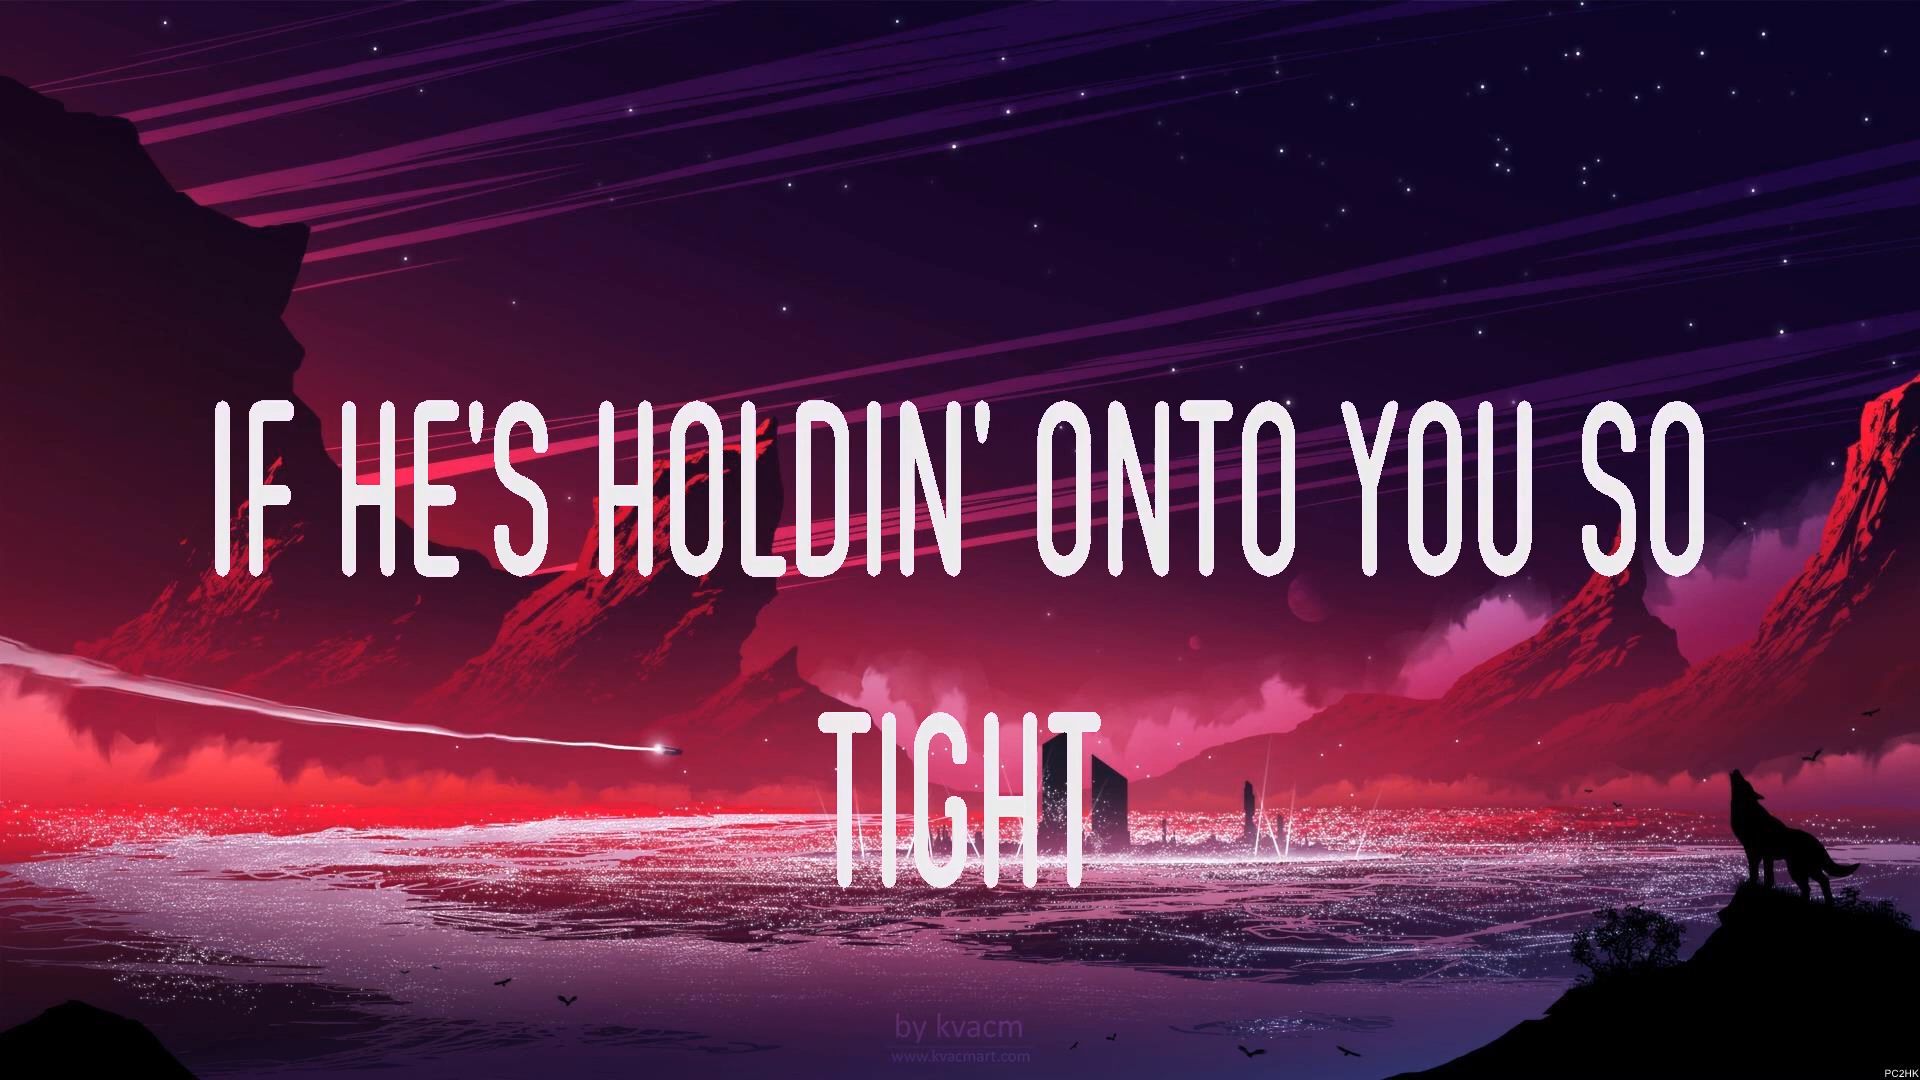 IF HE'S HOLDIN' ONTO YOU SO
TIGHT
by kvacm
www.kvacmart.com
PC2HK